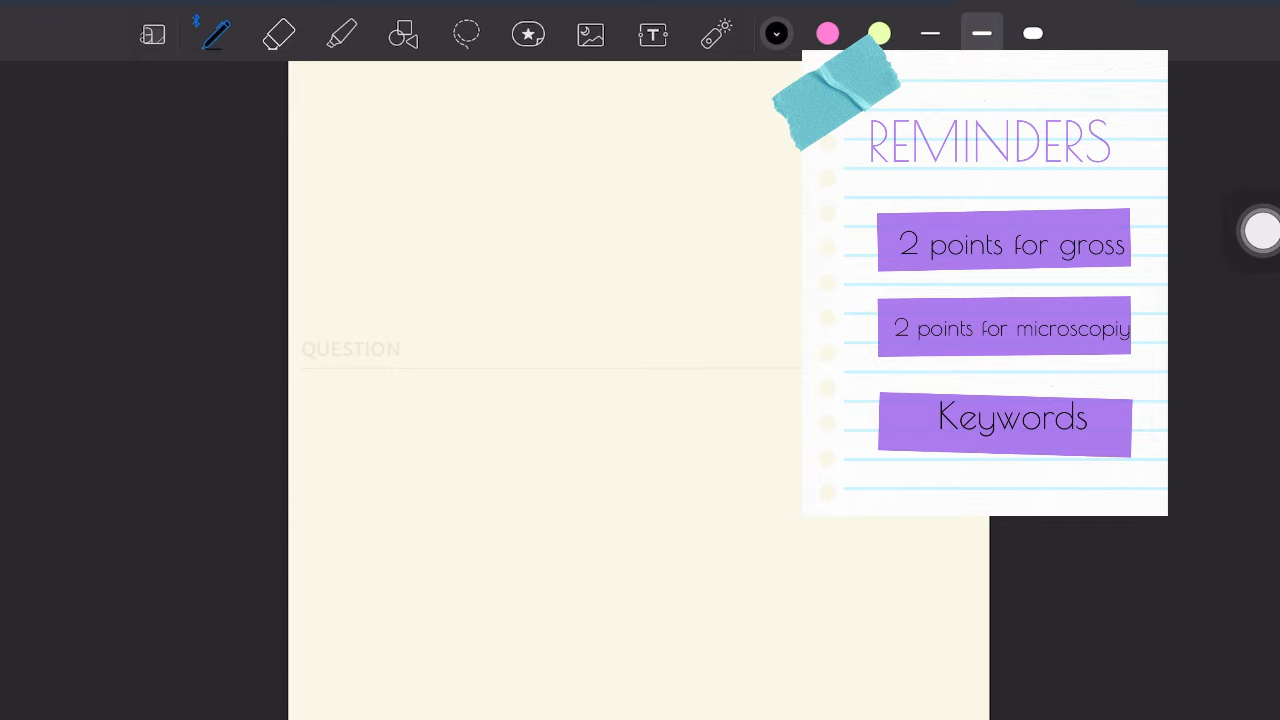 REMINDERS
2 points for gross
2 points for microscopiy
Keywords
QUESTION